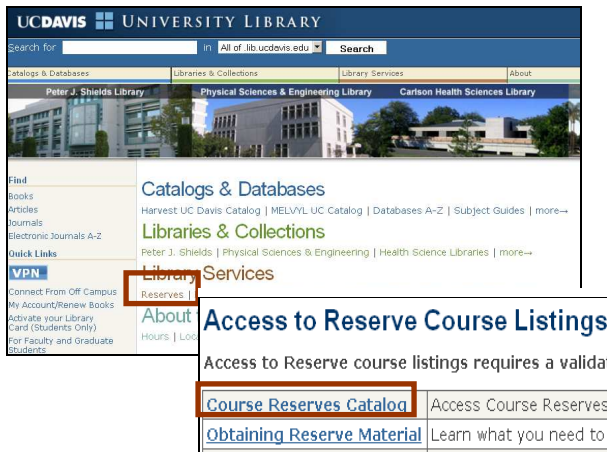 UCDAVIS UNIVERSITY LIBRARY
Search for in All of .lib.ucdavis.edu Search
Catalogs & Databases Libraries & Collections Library Services About
Peter J. Shields Library Physical Sciences & Engineering Library Carlson Health Sciences Library
Find
Books
Articles
Journals
Electronic Journals A-Z
Quick Links
VPN
Connect From Off Campus
My Account/Renew Books
Activate your Library
Card (Students Only)
For Faculty and Graduate
Students
Catalogs & Databases
Harvest UC Davis Catalog | MELVYL UC Catalog | Databases A-Z | Subject Guides | more→
Libraries & Collections
Peter J. Shields | Physical Sciences & Engineering | Health Science Libraries | more→
Library Services
Reserves |
About
Hours | Loc
Access to Reserve Course Listings
Access to Reserve course listings requires a valida
Course Reserves Catalog Access Course Reserves
Obtaining Reserve Material Learn what you need to